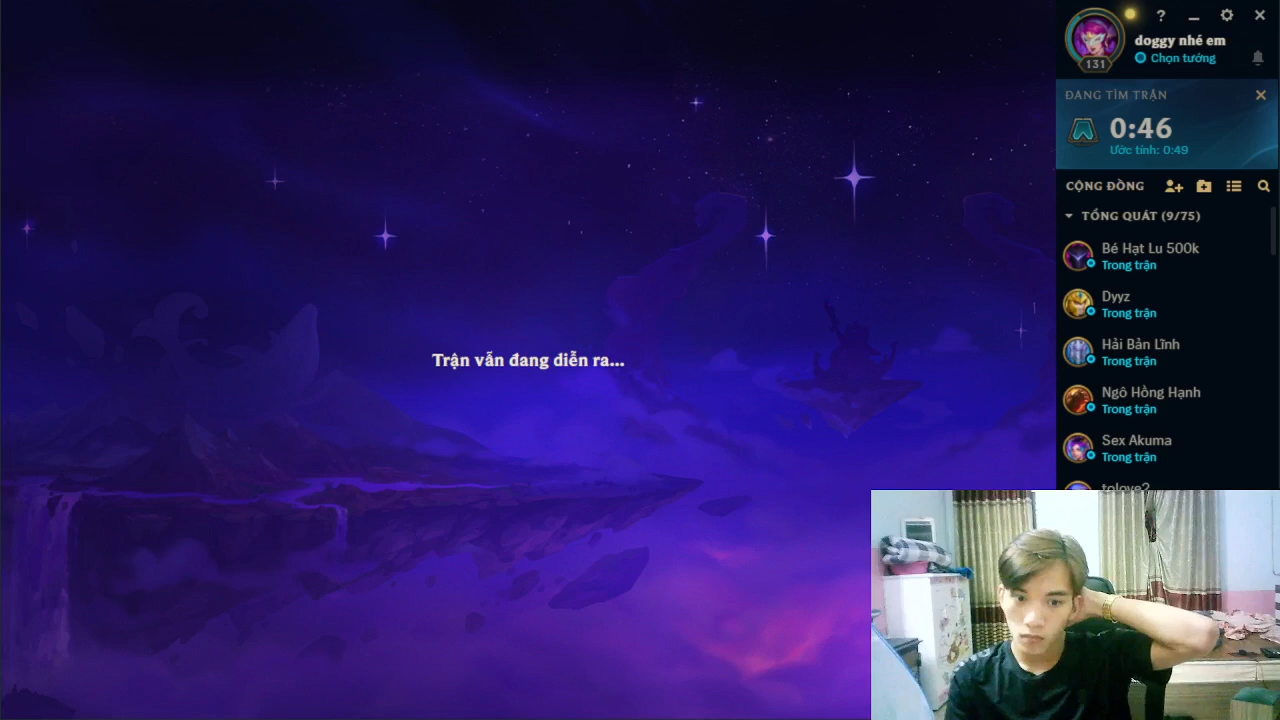 ?
doggy nhé em
131
Chọn tướng
ĐANG TÌM TRẬN
0:46
Ước tính: 0:49
CỘNG ĐỒNG
TỔNG QUÁT (9/75)
Bé Hạt Lu 500k
Trong trận
Dyyz
Trong trận
Trận vẫn đang diễn ra...
Hải Bản Lĩnh
Trong trận
Ngô Hồng Hạnh
Trong trận
Sex Akuma
Trong trận
tolove2